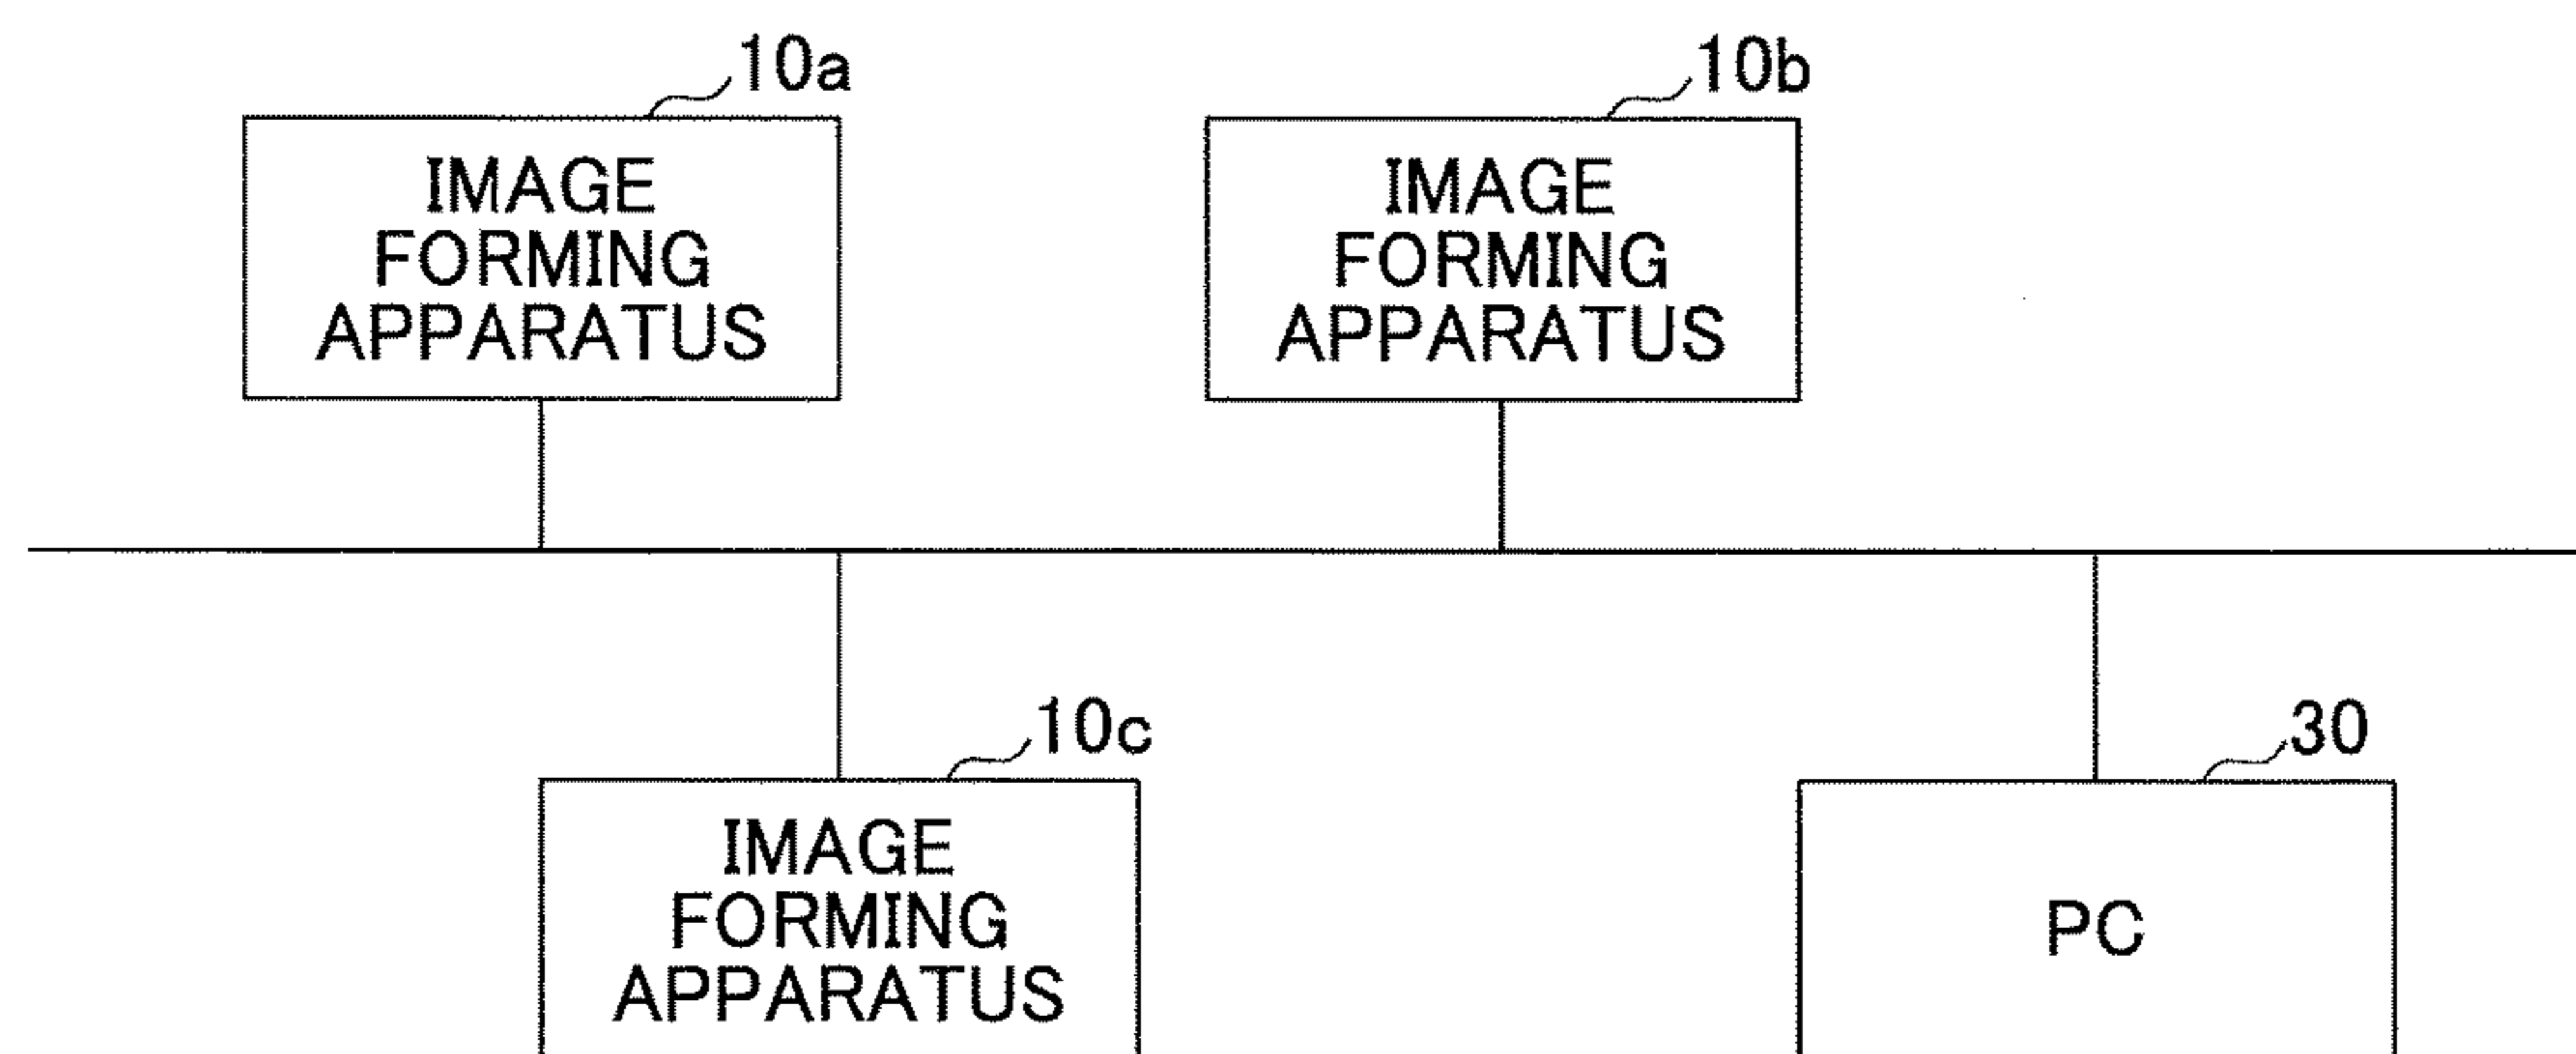 10a
IMAGE
FORMING
APPARATUS
10b
IMAGE
FORMING
APPARATUS
10c
IMAGE
FORMING
APPARATUS
30
PC